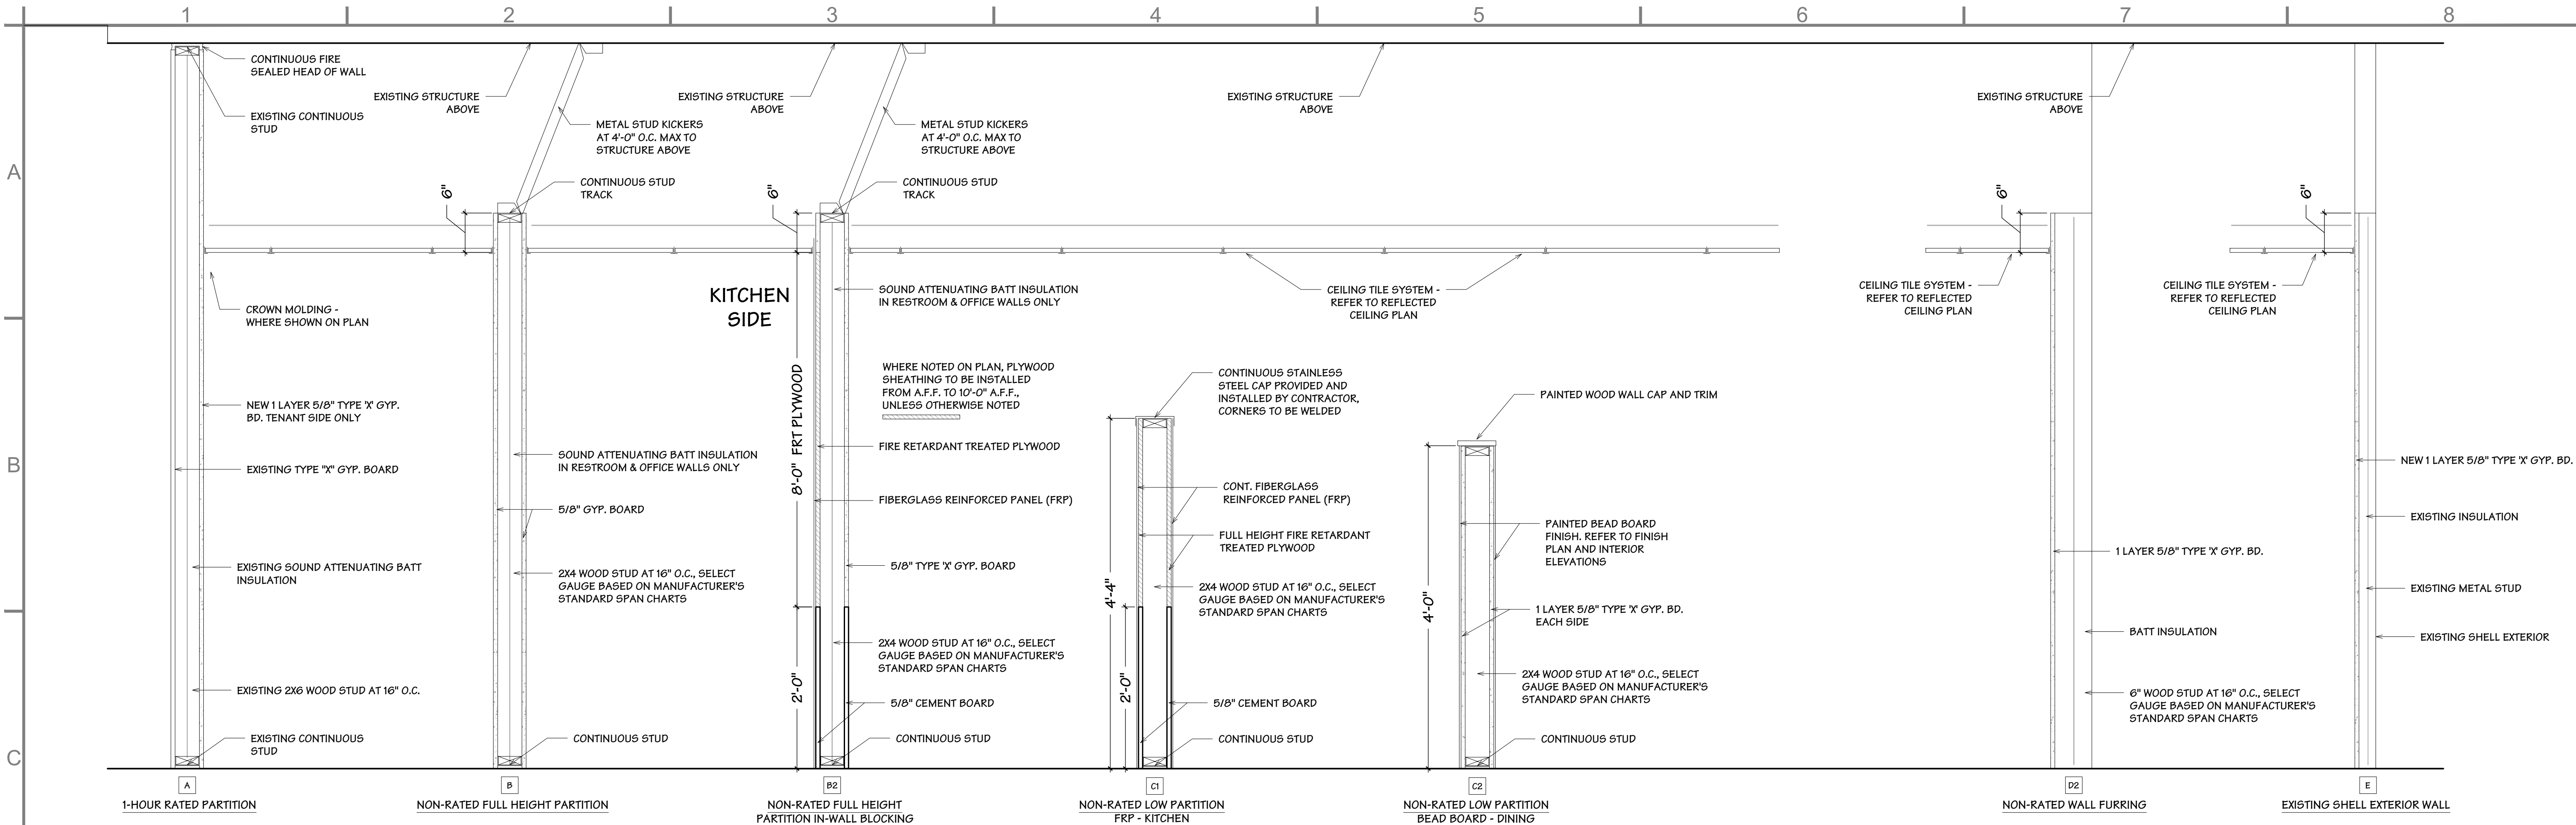 1
2
3
4
5
6
7
8
A
B
C
CONTINUOUS FIRE
SEALED HEAD OF WALL
EXISTING CONTINUOUS
STUD
CROWN MOLDING -
WHERE SHOWN ON PLAN
NEW 1 LAYER 5/8" TYPE 'X' GYP.
BD. TENANT SIDE ONLY
EXISTING TYPE "X" GYP. BOARD
EXISTING SOUND ATTENUATING BATT
INSULATION
EXISTING 2X6 WOOD STUD AT 16" O.C.
EXISTING CONTINUOUS
STUD
A
1-HOUR RATED PARTITION
EXISTING STRUCTURE
ABOVE
METAL STUD KICKERS
AT 4'-0" O.C. MAX TO
STRUCTURE ABOVE
CONTINUOUS STUD
TRACK
6"
SOUND ATTENUATING BATT INSULATION
IN RESTROOM & OFFICE WALLS ONLY
5/8" GYP. BOARD
2X4 WOOD STUD AT 16" O.C., SELECT
GAUGE BASED ON MANUFACTURER'S
STANDARD SPAN CHARTS
CONTINUOUS STUD
B
NON-RATED FULL HEIGHT PARTITION
EXISTING STRUCTURE
ABOVE
METAL STUD KICKERS
AT 4'-0" O.C. MAX TO
STRUCTURE ABOVE
CONTINUOUS STUD
TRACK
6"
KITCHEN
SIDE
8'-0" FRT PLYWOOD
2'-0"
SOUND ATTENUATING BATT INSULATION
IN RESTROOM & OFFICE WALLS ONLY
WHERE NOTED ON PLAN, PLYWOOD
SHEATHING TO BE INSTALLED
FROM A.F.F. TO 10'-0" A.F.F.,
UNLESS OTHERWISE NOTED
FIRE RETARDANT TREATED PLYWOOD
FIBERGLASS REINFORCED PANEL (FRP)
5/8" TYPE 'X' GYP. BOARD
2X4 WOOD STUD AT 16" O.C., SELECT
GAUGE BASED ON MANUFACTURER'S
STANDARD SPAN CHARTS
5/8" CEMENT BOARD
CONTINUOUS STUD
B2
NON-RATED FULL HEIGHT
PARTITION IN-WALL BLOCKING
EXISTING STRUCTURE
ABOVE
CEILING TILE SYSTEM -
REFER TO REFLECTED
CEILING PLAN
CONTINUOUS STAINLESS
STEEL CAP PROVIDED AND
INSTALLED BY CONTRACTOR,
CORNERS TO BE WELDED
CONT. FIBERGLASS
REINFORCED PANEL (FRP)
FULL HEIGHT FIRE RETARDANT
TREATED PLYWOOD
2X4 WOOD STUD AT 16" O.C., SELECT
GAUGE BASED ON MANUFACTURER'S
STANDARD SPAN CHARTS
4'-4"
2'-0"
5/8" CEMENT BOARD
CONTINUOUS STUD
C1
NON-RATED LOW PARTITION
FRP - KITCHEN
PAINTED WOOD WALL CAP AND TRIM
PAINTED BEAD BOARD
FINISH. REFER TO FINISH
PLAN AND INTERIOR
ELEVATIONS
4'-0"
1 LAYER 5/8" TYPE 'X' GYP. BD.
EACH SIDE
2X4 WOOD STUD AT 16" O.C., SELECT
GAUGE BASED ON MANUFACTURER'S
STANDARD SPAN CHARTS
CONTINUOUS STUD
C2
NON-RATED LOW PARTITION
BEAD BOARD - DINING
EXISTING STRUCTURE
ABOVE
6"
CEILING TILE SYSTEM -
REFER TO REFLECTED
CEILING PLAN
1 LAYER 5/8" TYPE 'X' GYP. BD.
BATT INSULATION
6" WOOD STUD AT 16" O.C., SELECT
GAUGE BASED ON MANUFACTURER'S
STANDARD SPAN CHARTS
D2
NON-RATED WALL FURRING
6"
CEILING TILE SYSTEM -
REFER TO REFLECTED
CEILING PLAN
NEW 1 LAYER 5/8" TYPE 'X' GYP. BD.
EXISTING INSULATION
EXISTING METAL STUD
EXISTING SHELL EXTERIOR
E
EXISTING SHELL EXTERIOR WALL